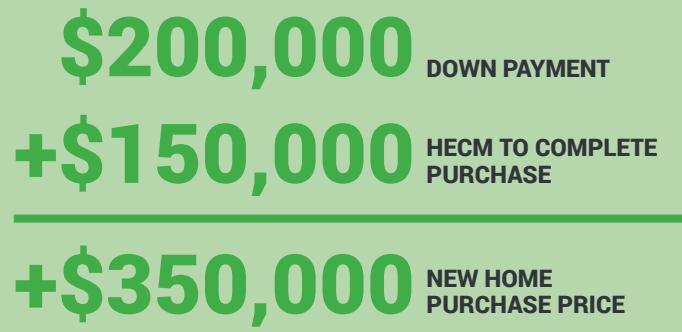 $200,000 DOWN PAYMENT
+$150,000 HECM TO COMPLETE
PURCHASE
+$350,000 NEW HOME
PURCHASE PRICE